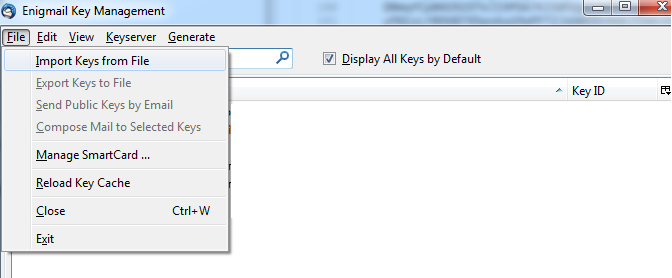 Enigmail Key Management
File Edit View Keyserver Generate
Import Keys from File
Display All Keys by Default
Export Keys to File
Key ID
Send Public Keys by Email
Compose Mail to Selected Keys
Manage SmartCard ...
Reload Key Cache
Close Ctrl+W
Exit